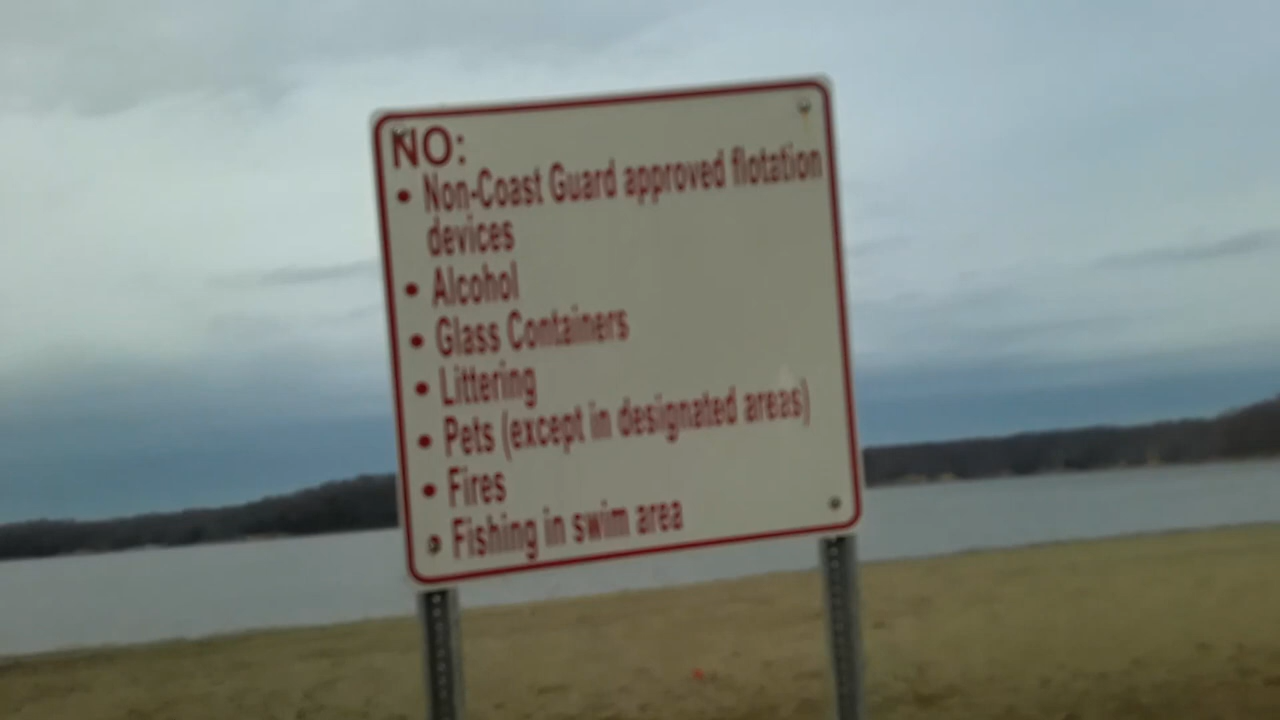 NO:
• Non-Coast Guard approved flotation
devices
• Alcohol
• Glass Containers
• Littering
• Pets (except in designated areas)
• Fires
• Fishing in swim area